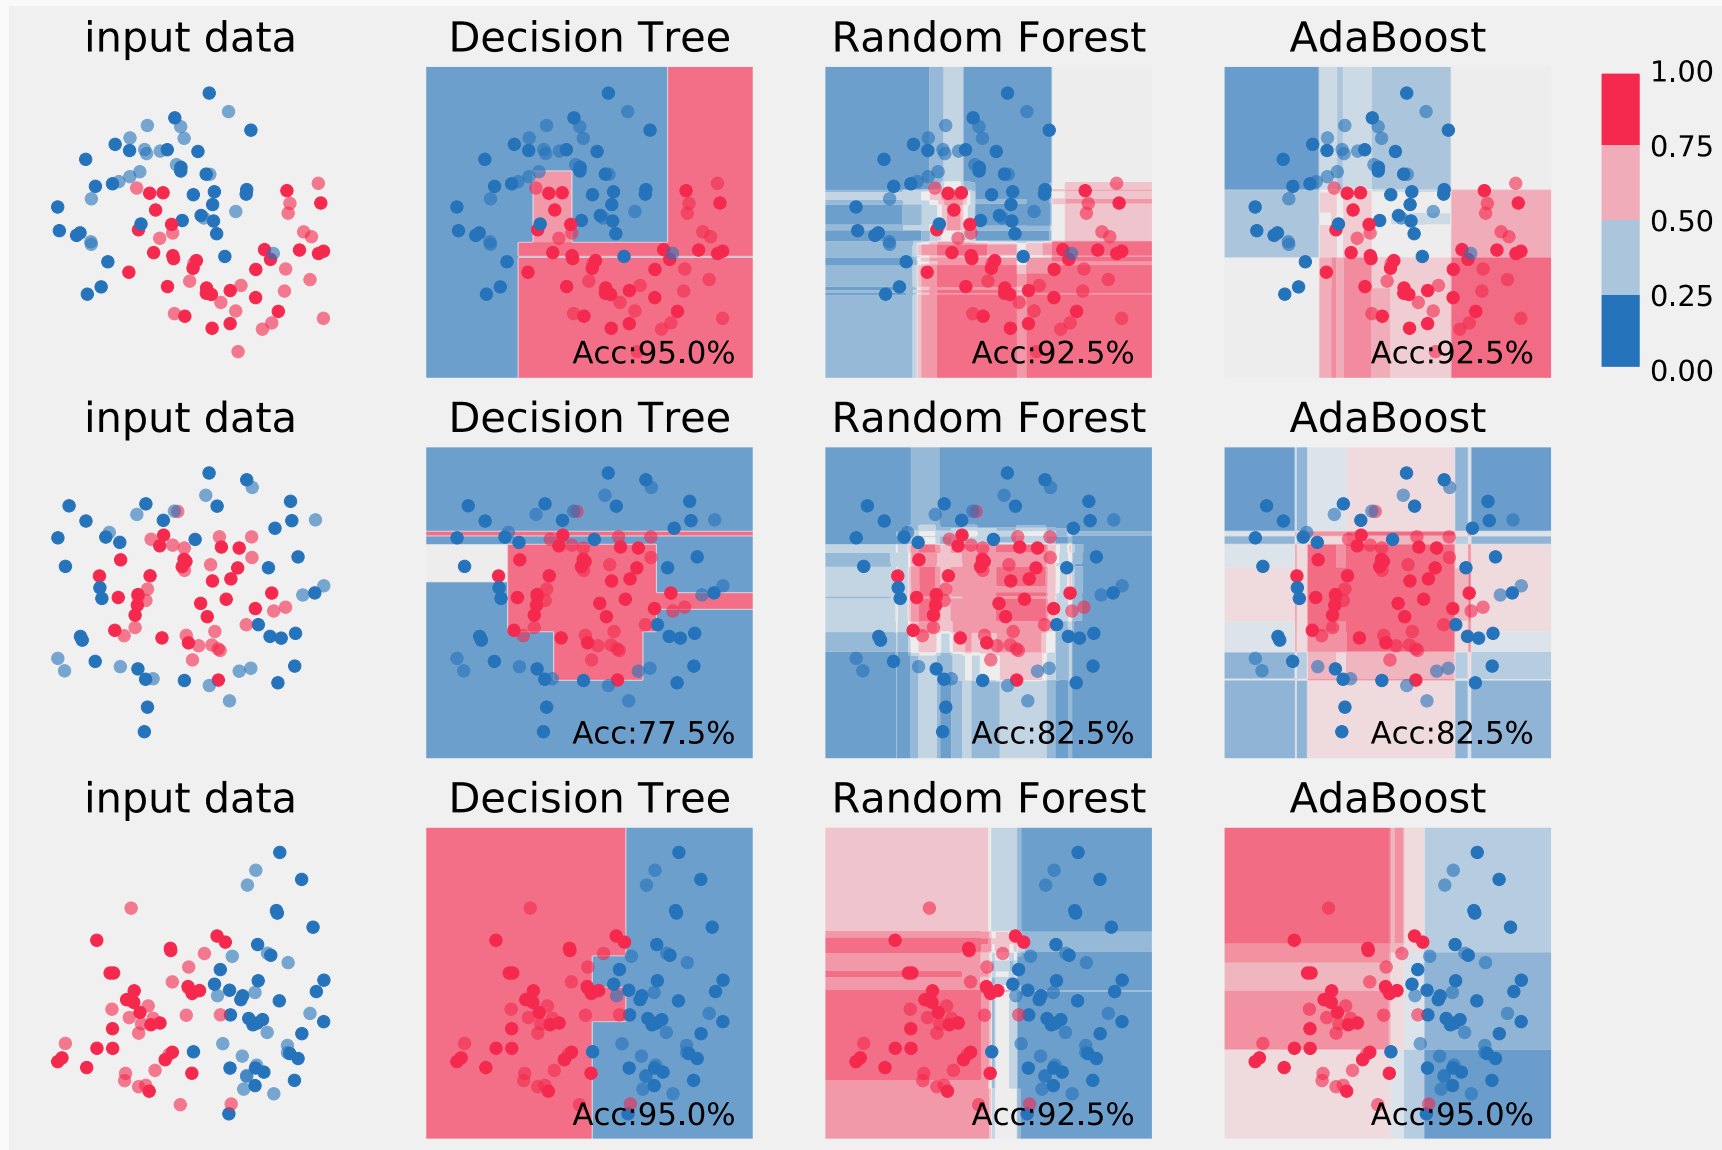 input data
Decision Tree
Random Forest
AdaBoost
1.00
0.75
0.50
0.25
0.00
Acc:95.0%
Acc:92.5%
Acc:92.5%
input data
Decision Tree
Random Forest
AdaBoost
Acc:77.5%
Acc:82.5%
Acc:82.5%
input data
Decision Tree
Random Forest
AdaBoost
Acc:95.0%
Acc:92.5%
Acc:95.0%